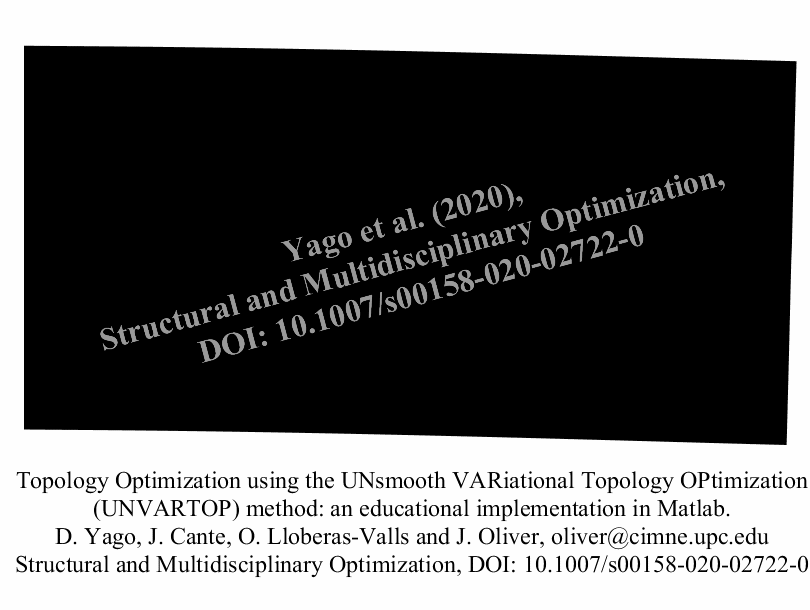 Yago et al. (2020),
Structural and Multidisciplinary Optimization,
DOI: 10.1007/s00158-020-02722-0
Topology Optimization using the UNsmooth VARiational Topology OPtimization
(UNVARTOP) method: an educational implementation in Matlab.
D. Yago, J. Cante, O. Lloberas-Valls and J. Oliver, oliver@cimne.upc.edu
Structural and Multidisciplinary Optimization, DOI: 10.1007/s00158-020-02722-0